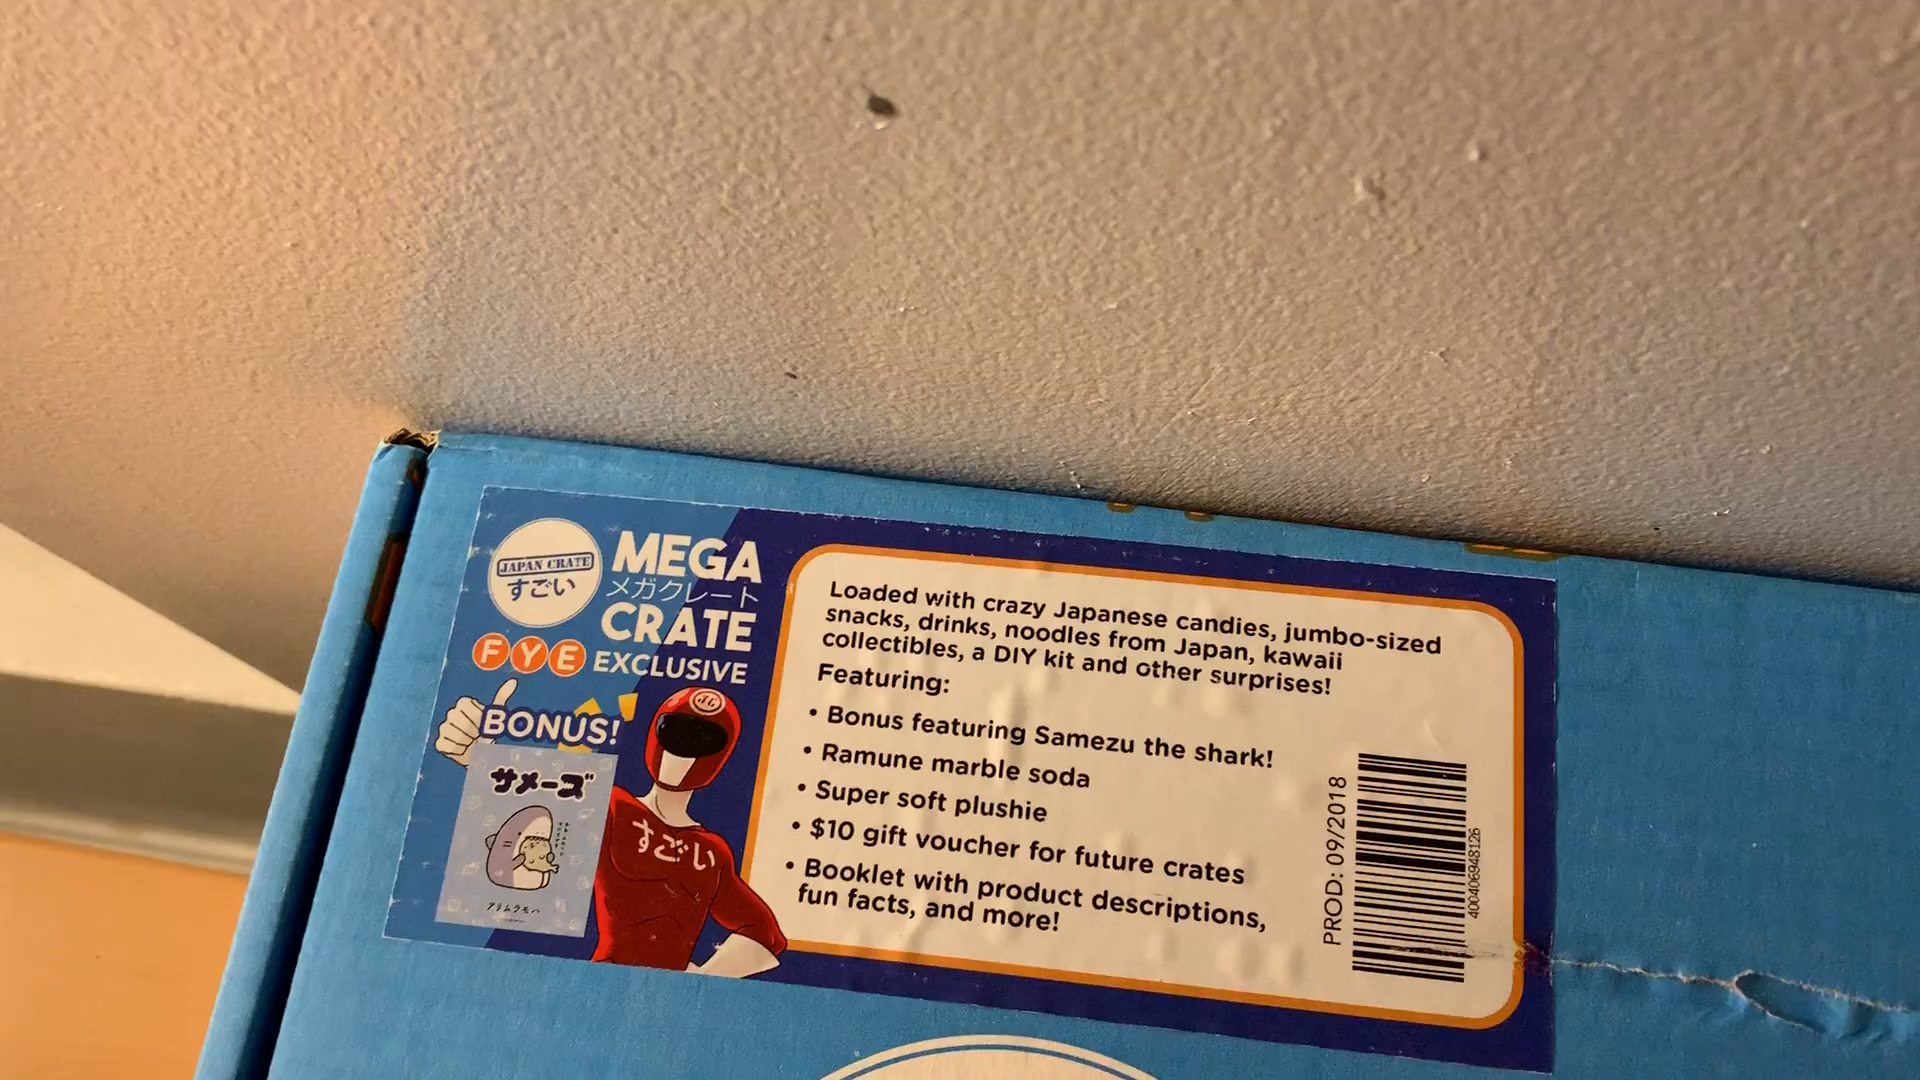 JAPAN CRATE
すごい
MEGA
メガクレート
CRATE
FYE EXCLUSIVE
BONUS!
サメーズ
JC
すごい
Loaded with crazy Japanese candies, jumbo-sized
snacks, drinks, noodles from Japan, kawaii
collectibles, a DIY kit and other surprises!
Featuring:
• Bonus featuring Samezu the shark!
• Ramune marble soda
• Super soft plushie
• $10 gift voucher for future crates
• Booklet with product descriptions,
fun facts, and more!
PROD: 09/2018
400406948126